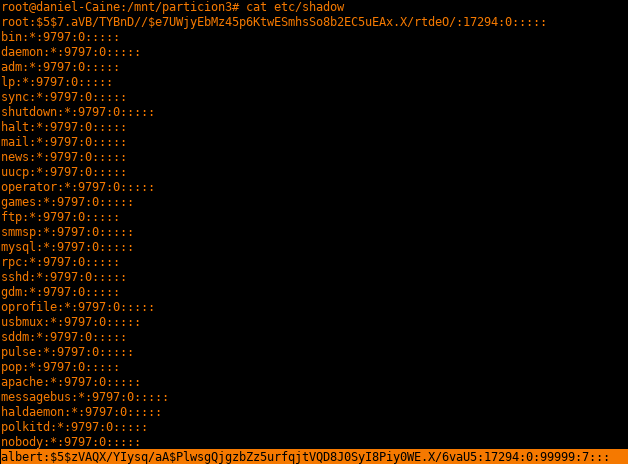 root@daniel-Caine:/mnt/particion3# cat etc/shadow
root:$5$7.aVB/TYBnD//$e7UWjyEbMz45p6KtwESmhsSo8b2EC5uEAx.X/rtdeO/:17294:0:::::
bin:*:9797:0:::::
daemon:*:9797:0:::::
adm:*:9797:0:::::
lp:*:9797:0:::::
sync:*:9797:0:::::
shutdown:*:9797:0:::::
halt:*:9797:0:::::
mail:*:9797:0:::::
news:*:9797:0:::::
uucp:*:9797:0:::::
operator:*:9797:0:::::
games:*:9797:0:::::
ftp:*:9797:0:::::
smmsp:*:9797:0:::::
mysql:*:9797:0:::::
rpc:*:9797:0:::::
sshd:*:9797:0:::::
gdm:*:9797:0:::::
oprofile:*:9797:0:::::
usbmux:*:9797:0:::::
sddm:*:9797:0:::::
pulse:*:9797:0:::::
pop:*:9797:0:::::
apache:*:9797:0:::::
messagebus:*:9797:0:::::
haldaemon:*:9797:0:::::
polkitd:*:9797:0:::::
nobody:*:9797:0:::::
albert:$5$zVAQX/YIysq/aA$PlwsgQjgzbZz5urfqjtVQD8J0SyI8Piy0WE.X/6vaU5:17294:0:99999:7:::